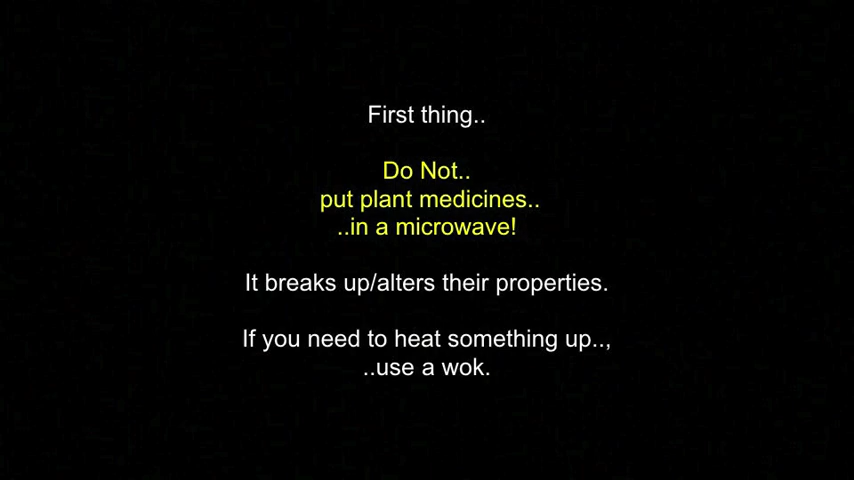 First thing..
Do Not..
put plant medicines..
..in a microwave!
It breaks up/alters their properties.
If you need to heat something up..,
..use a wok.